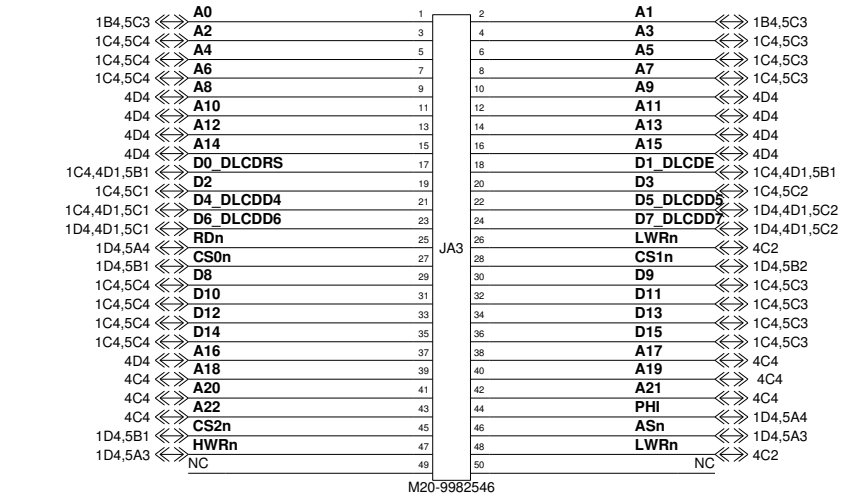 1B4,5C3 A0 1 2 A1 1B4,5C3
1C4,5C4 A2 3 4 A3 1C4,5C3
1C4,5C4 A4 5 6 A5 1C4,5C3
1C4,5C4 A6 7 8 A7 1C4,5C3
4D4 A8 9 10 A9 4D4
4D4 A10 11 12 A11 4D4
4D4 A12 13 14 A13 4D4
4D4 A14 15 16 A15 4D4
1C4,4D1,5B1 D0_DLCDRS 17 18 D1_DLCDE 1C4,4D1,5B1
1C4,5C1 D2 19 20 D3 1C4,5C2
1C4,4D1,5C1 D4_DLCDD4 21 22 D5_DLCDD5 1D4,4D1,5C2
1D4,4D1,5C1 D6_DLCDD6 23 24 D7_DLCDD7 1D4,4D1,5C2
1D4,5A4 RDn 25 26 LWRn 4C2
JA3
1D4,5B1 CS0n 27 28 CS1n 1D4,5B2
1C4,5C4 D8 29 30 D9 1C4,5C3
1C4,5C4 D10 31 32 D11 1C4,5C3
1C4,5C4 D12 33 34 D13 1C4,5C3
1C4,5C4 D14 35 36 D15 1C4,5C3
4D4 A16 37 38 A17 4C4
4C4 A18 39 40 A19 4C4
4C4 A20 41 42 A21 4C4
4C4 A22 43 44 PHI 1D4,5A4
1D4,5B1 CS2n 45 46 ASn 1D4,5A3
1D4,5A3 HWRn 47 48 LWRn 4C2
NC 49 50 NC
M20-9982546